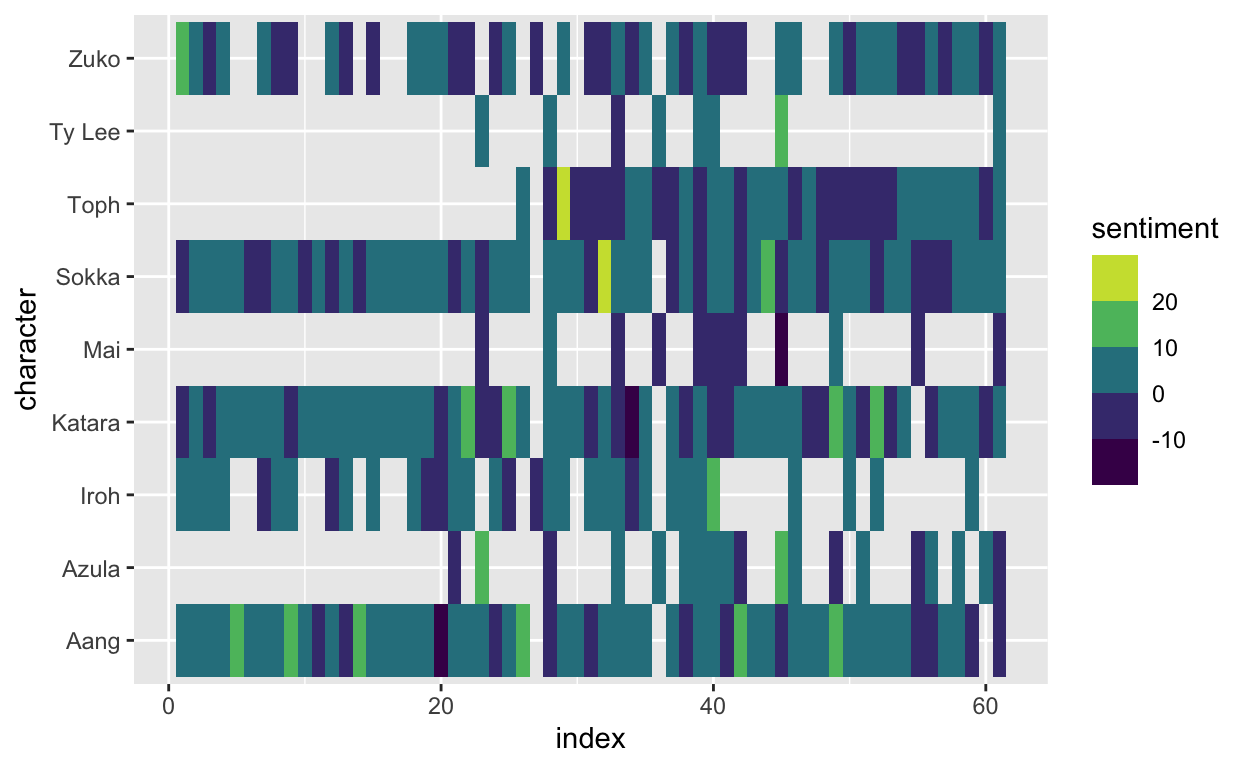 Zuko
Ty Lee
Toph
Sokka
Mai
Katara
Iroh
Azula
Aang
character
0
20
40
60
index
sentiment
20
10
0
-10